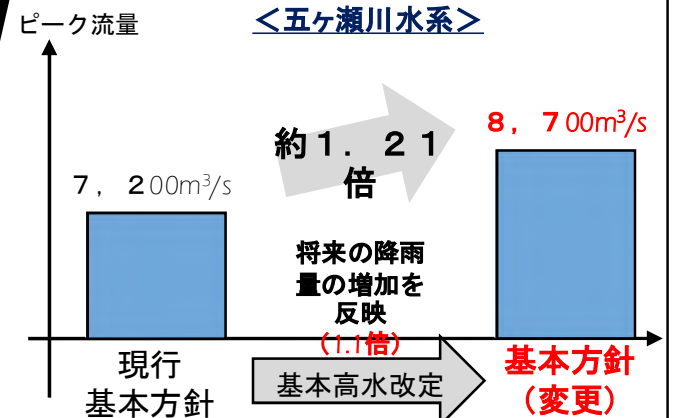 ピーク流量
＜五ヶ瀬川水系＞
8，700m³/s
約1．21
倍
7，200m³/s
将来の降雨
量の増加を
反映
（1.1倍）
現行
基本方針
基本高水改定
基本方針
（変更）